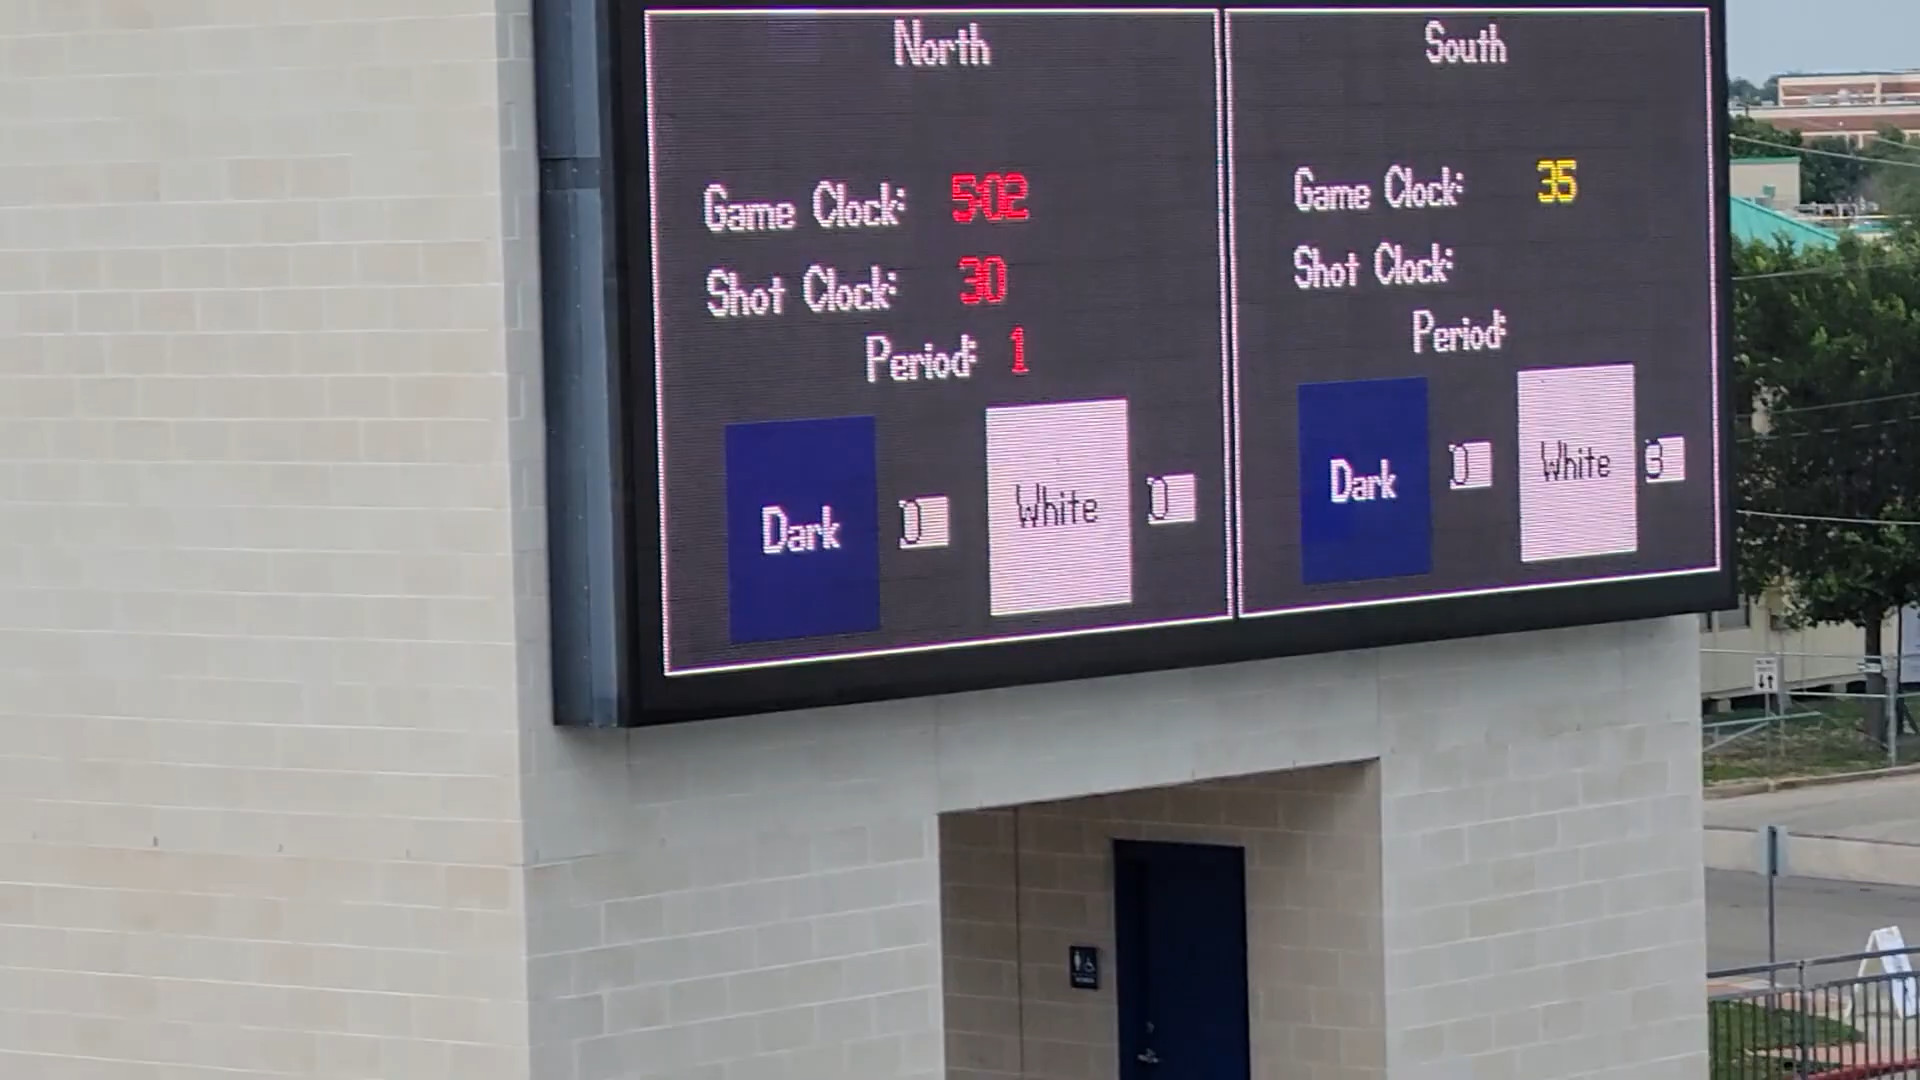 North
Game Clock: 5:02
Shot Clock: 30
Period: 1
Dark 0 White 0
South
Game Clock: 35
Shot Clock:
Period:
Dark 0 White 3